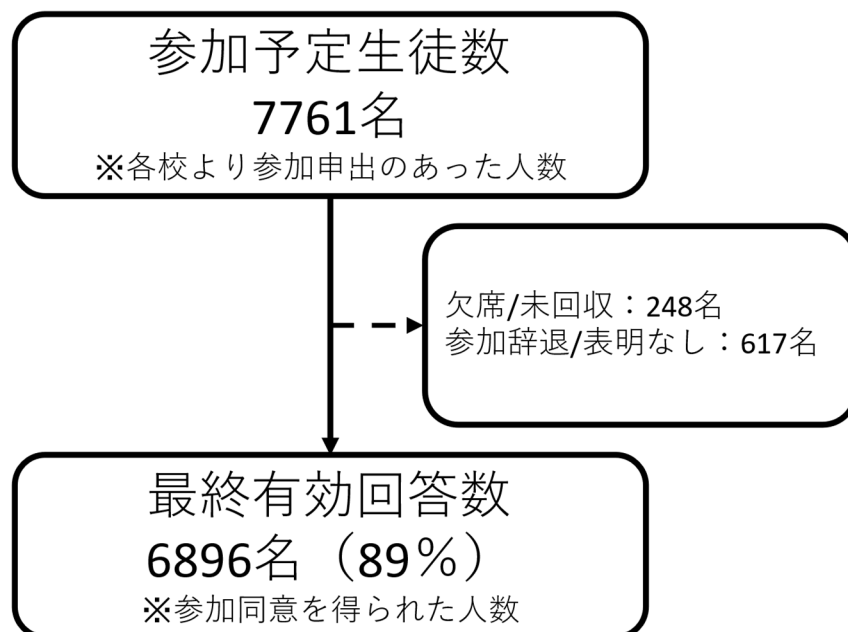 参加予定生徒数
7761名
※各校より参加申出のあった人数
欠席/未回収：248名
参加辞退/表明なし：617名
最終有効回答数
6896名（89％）
※参加同意を得られた人数